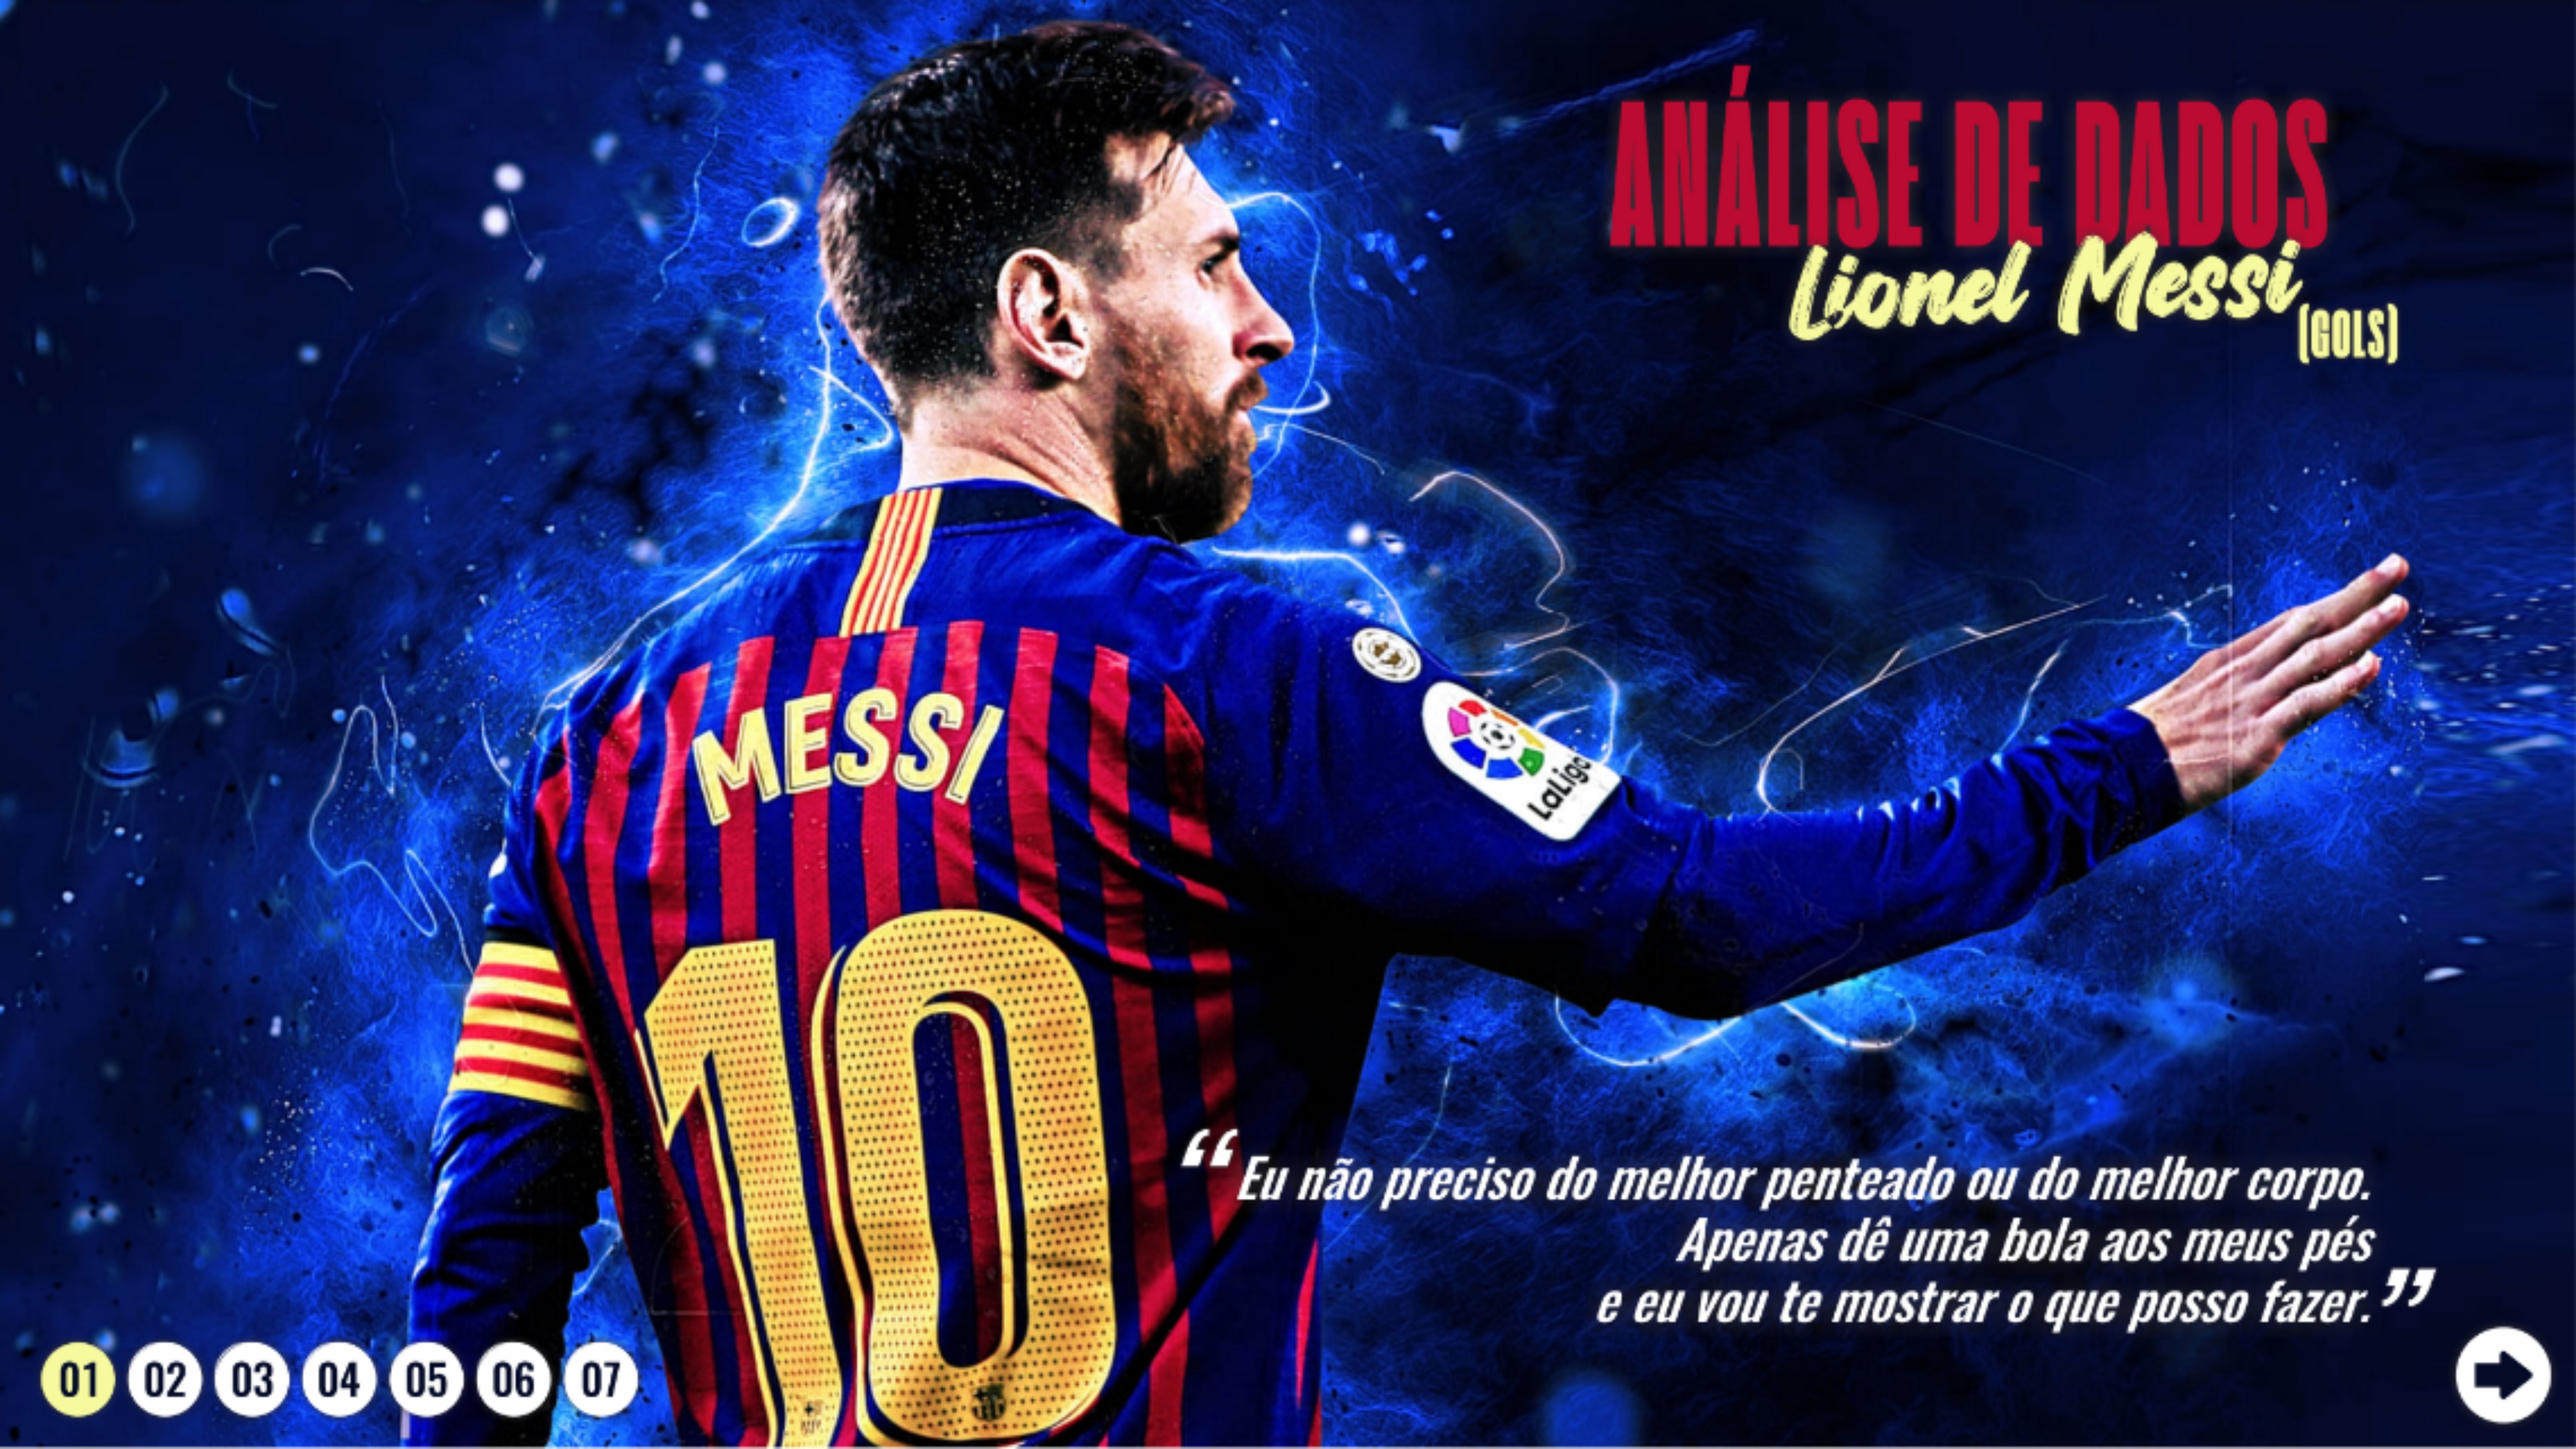 ANÁLISE DE DADOS
Lionel Messi
(GOLS)
MESSI
LaLiga
10
“Eu não preciso do melhor penteado ou do melhor corpo.
Apenas dê uma bola aos meus pés
e eu vou te mostrar o que posso fazer.”
01 02 03 04 05 06 07